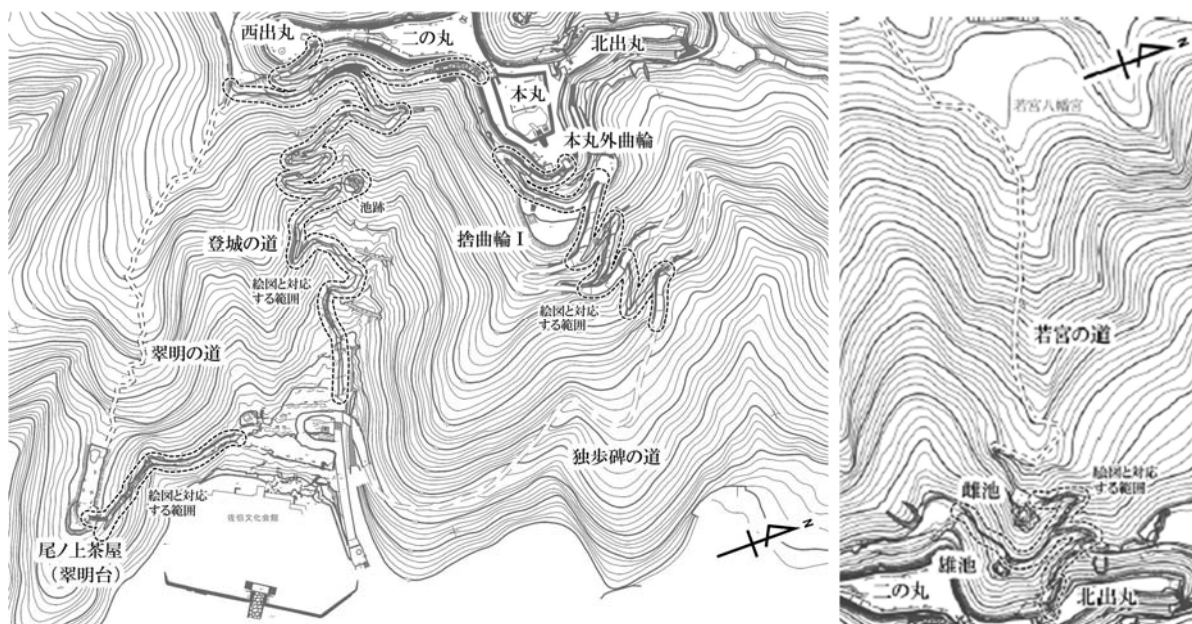 西出丸
二の丸
北出丸
本丸
本丸外曲輪
池跡
捨曲輪Ⅰ
登城の道
絵図と対応
する範囲
絵図と対応
する範囲
翠明の道
独歩碑の道
絵図と対応
する範囲
佐伯文化会館
尾ノ上茶屋
(翠明台)
N
N
若宮八幡宮
若宮の道
雌池
絵図と対応
する範囲
雄池
二の丸
北出丸